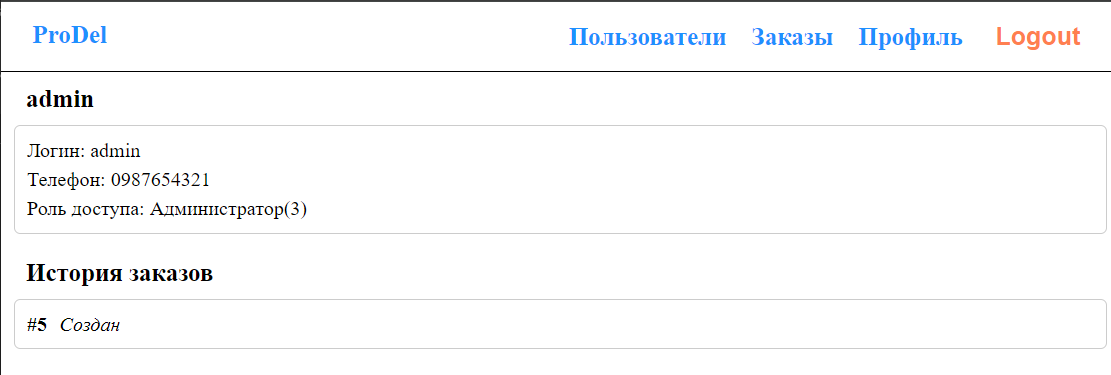 ProDel Пользователи Заказы Профиль Logout
admin
Логин: admin
Телефон: 0987654321
Роль доступа: Администратор(3)
История заказов
#5 Создан